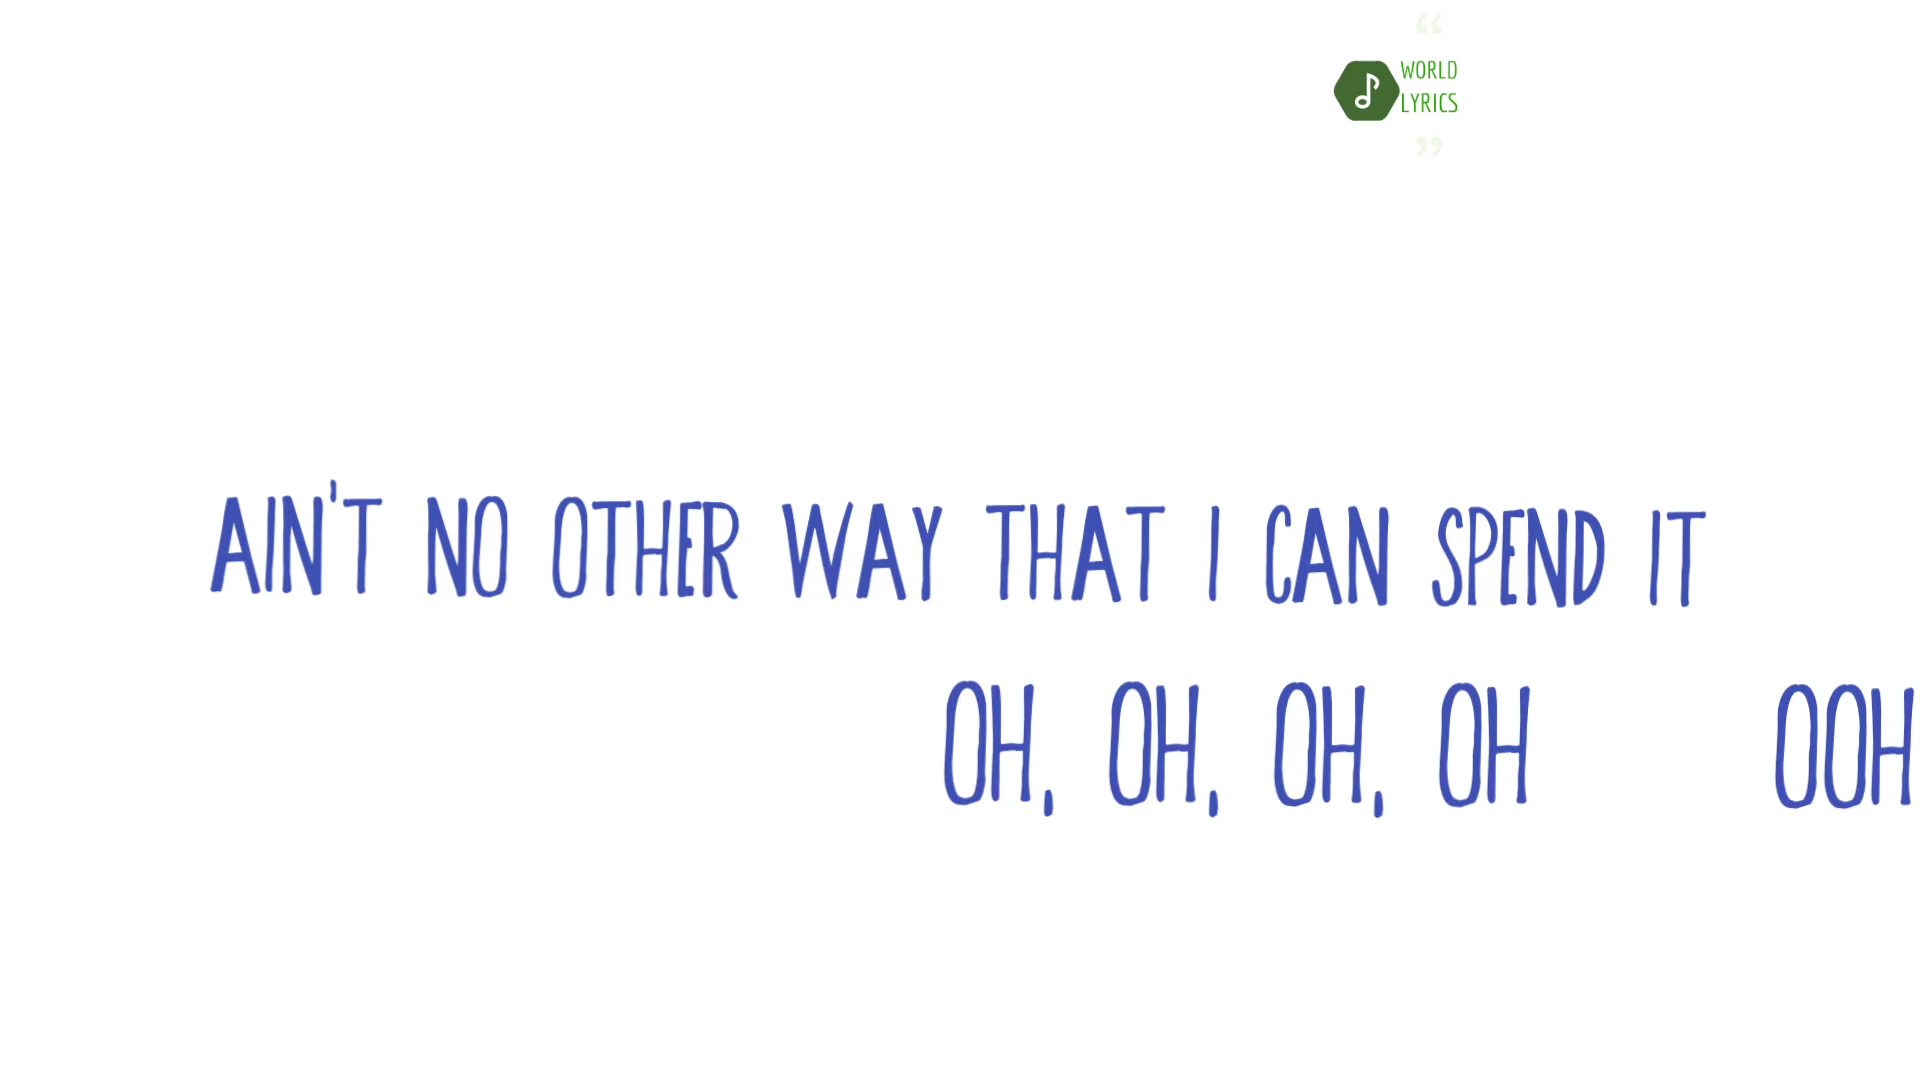 “
WORLD
LYRICS
”
AIN'T NO OTHER WAY THAT I CAN SPEND IT
OH, OH, OH, OH OOH